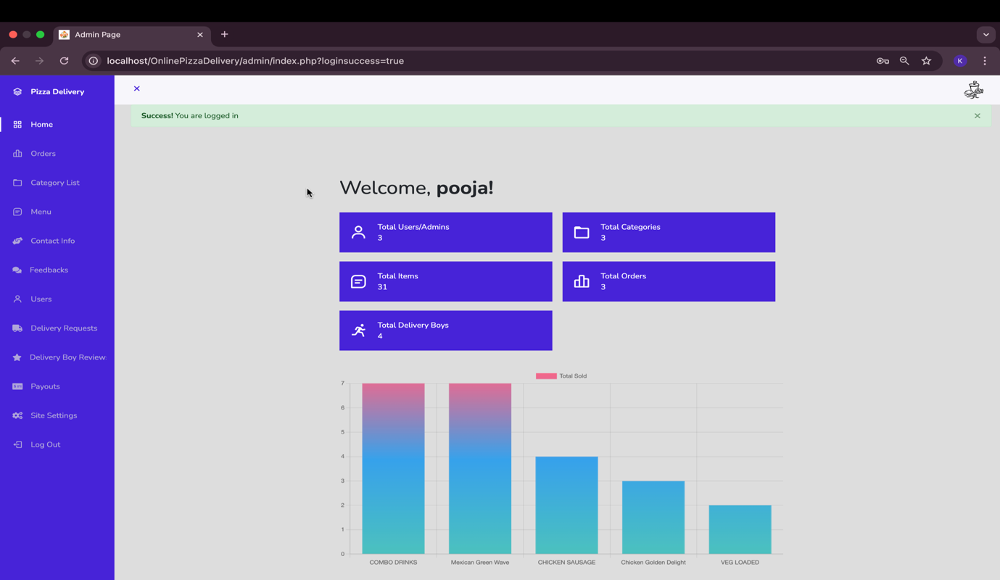 Admin Page
localhost/OnlinePizzaDelivery/admin/index.php?loginsuccess=true
K
Pizza Delivery
Home
Orders
Category List
Menu
Contact Info
Feedbacks
Users
Delivery Requests
Delivery Boy Review
Payouts
Site Settings
Log Out
Success! You are logged in
Welcome, pooja!
Total Users/Admins
3
Total Categories
3
Total Items
31
Total Orders
3
Total Delivery Boys
4
Total Sold
7
6
5
4
3
2
1
0
COMBO DRINKS
Mexican Green Wave
CHICKEN SAUSAGE
Chicken Golden Delight
VEG LOADED